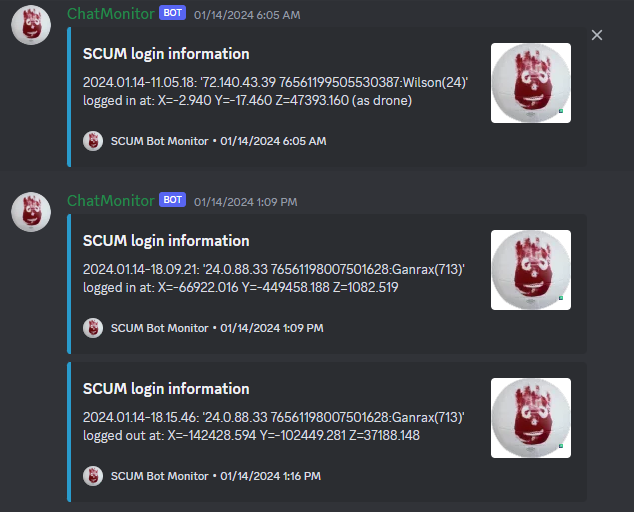 ChatMonitor BOT 01/14/2024 6:05 AM
SCUM login information
2024.01.14-11.05.18: '72.140.43.39 76561199505530387:Wilson(24)'
logged in at: X=-2.940 Y=-17.460 Z=47393.160 (as drone)
SCUM Bot Monitor • 01/14/2024 6:05 AM
ChatMonitor BOT 01/14/2024 1:09 PM
SCUM login information
2024.01.14-18.09.21: '24.0.88.33 76561198007501628:Ganrax(713)'
logged in at: X=-66922.016 Y=-449458.188 Z=1082.519
SCUM Bot Monitor • 01/14/2024 1:09 PM
SCUM login information
2024.01.14-18.15.46: '24.0.88.33 76561198007501628:Ganrax(713)'
logged out at: X=-142428.594 Y=-102449.281 Z=37188.148
SCUM Bot Monitor • 01/14/2024 1:16 PM